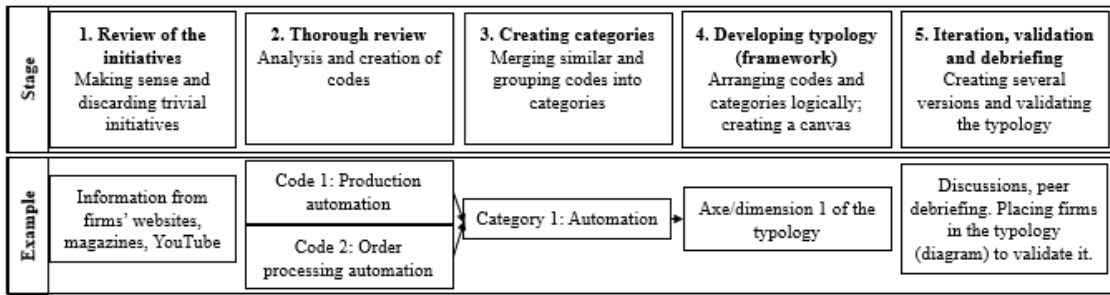 Stage
1. Review of the
initiatives
Making sense and
discarding trivial
initiatives
2. Thorough review
Analysis and creation of
codes
3. Creating categories
Merging similar and
grouping codes into
categories
4. Developing typology
(framework)
Arranging codes and
categories logically;
creating a canvas
5. Iteration, validation
and debriefing
Creating several
versions and validating
the typology
Example
Information from
firms’ websites,
magazines, YouTube
Code 1: Production
automation
Code 2: Order
processing automation
Category 1: Automation
Axe/dimension 1 of the
typology
Discussions, peer
debriefing. Placing firms
in the typology
(diagram) to validate it.